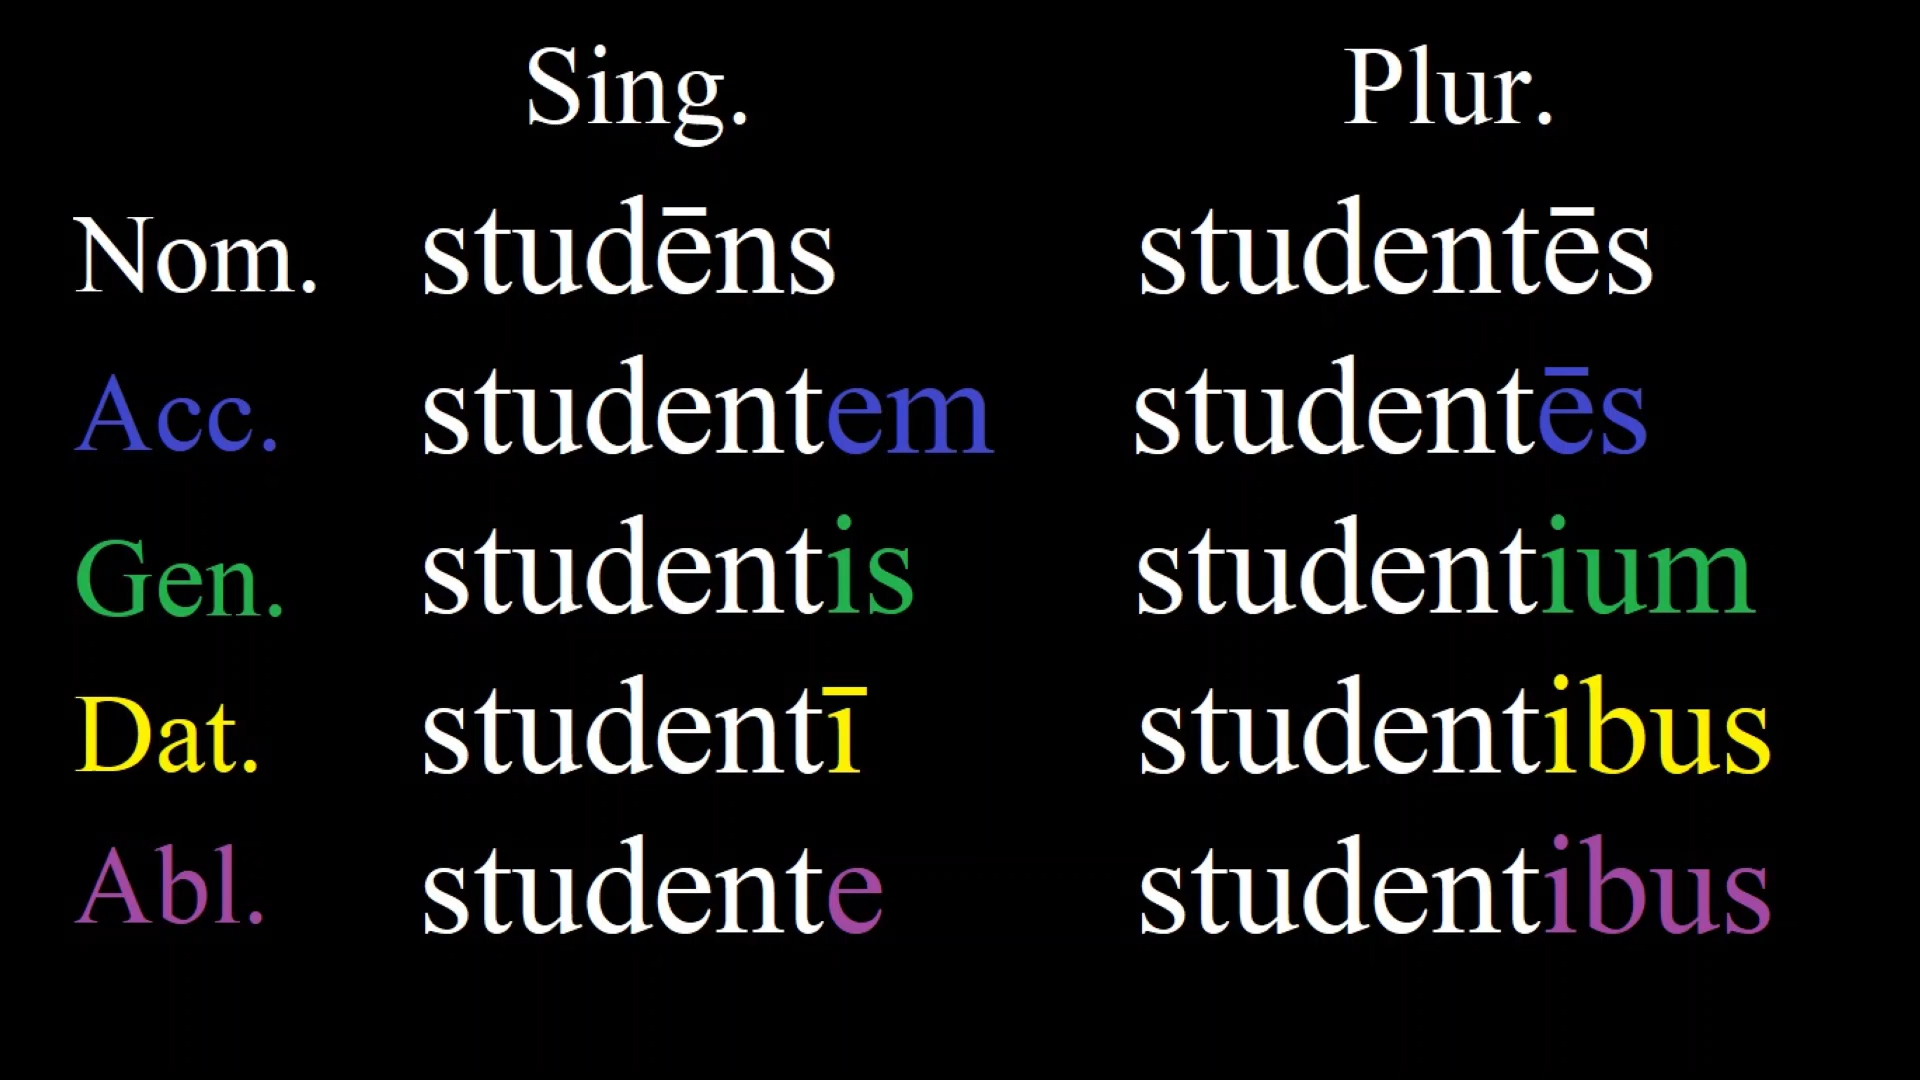 Sing. Plur.
Nom. studēns studentēs
Acc. studentem studentēs
Gen. studentis studentium
Dat. studentī studentibus
Abl. studente studentibus